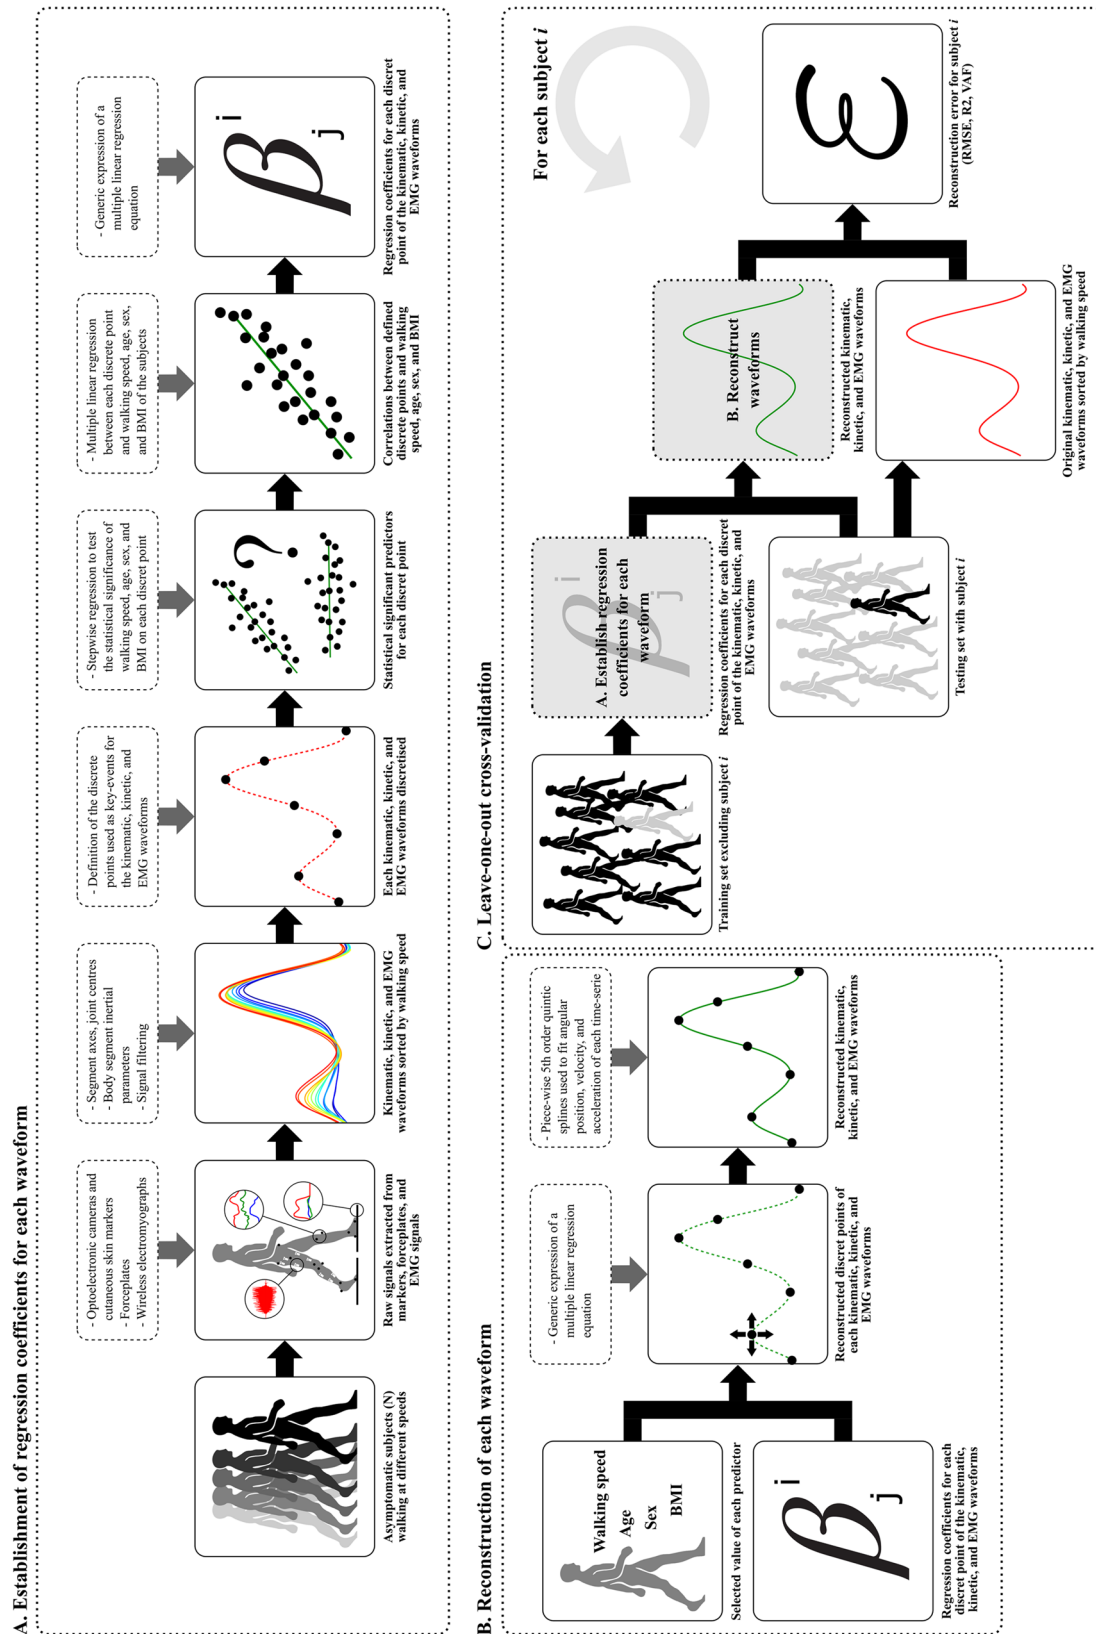 A. Establishment of regression coefficients for each waveform
- Optoelectronic cameras and
cutaneous skin markers
- Forceplates
- Wireless electromyographs
- Segment axes, joint centres
- Body segment inertial
parameters
- Signal filtering
- Definition of the discrete
points used as key-events for
the kinematic, kinetic, and
EMG waveforms
- Stepwise regression to test
the statistical significance of
walking speed, age, sex, and
BMI on each discret point
- Multiple linear regression
between each discrete point
and walking speed, age, sex,
and BMI of the subjects
- Generic expression of a
multiple linear regression
equation
?
β i j
Asymptomatic subjects (N)
walking at different speeds
Raw signals extracted from
markers, forceplates, and
EMG signals
Kinematic, kinetic, and EMG
waveforms sorted by walking speed
Each kinematic, kinetic, and
EMG waveforms discretised
Statistical significant predictors
for each discret point
Correlations between defined
discrete points and walking
speed, age, sex, and BMI
Regression coefficients for each discret
point of the kinematic, kinetic, and
EMG waveforms
B. Reconstruction of each waveform
Walking speed
Age
Sex
BMI
Selected value of each predictor
β i j
Regression coefficients for each
discret point of the kinematic,
kinetic, and EMG waveforms
- Generic expression of a
multiple linear regression
equation
Reconstructed discret points of
each kinematic, kinetic, and
EMG waveforms
- Piece-wise 5th order quintic
splines used to fit angular
position, velocity, and
acceleration of each time-serie
Reconstructed kinematic,
kinetic, and EMG waveforms
C. Leave-one-out cross-validation
For each subject i
Training set excluding subject i
β i j
A. Establish regression
coefficients for each
waveform
Regression coefficients for each discret
point of the kinematic, kinetic, and
EMG waveforms
Testing set with subject i
B. Reconstruct
waveforms
Reconstructed kinematic,
kinetic, and EMG waveforms
Original kinematic, kinetic, and EMG
waveforms sorted by walking speed
ℰ
Reconstruction error for subject i
(RMSE, R2, VAF)